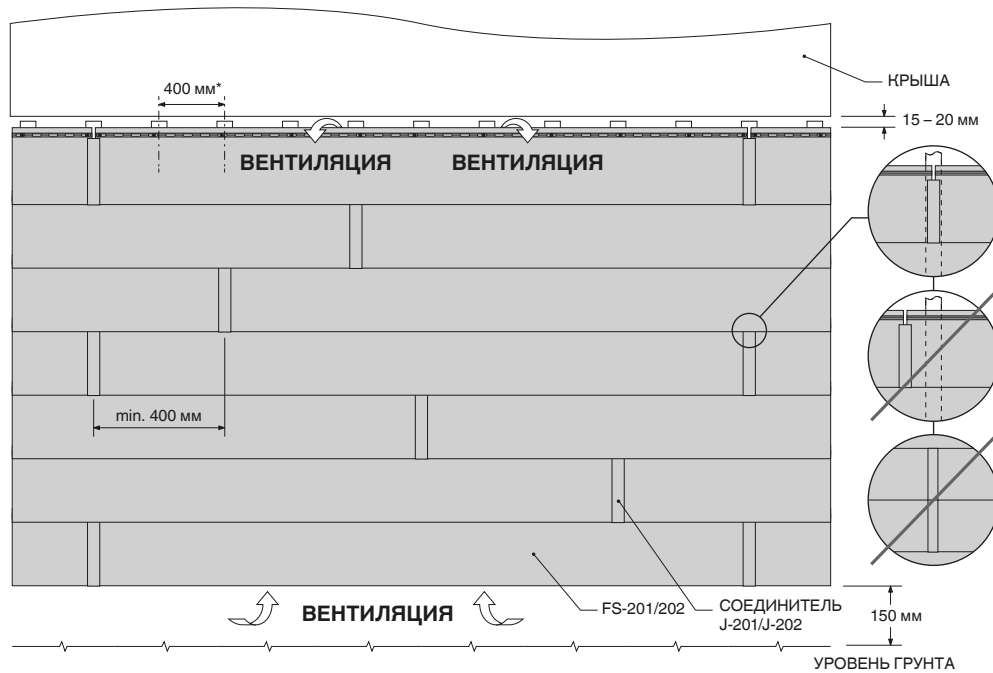 КРЫША
400 мм*
15 – 20 мм
ВЕНТИЛЯЦИЯ ВЕНТИЛЯЦИЯ
min. 400 мм
FS-201/202
СОЕДИНИТЕЛЬ
J-201/J-202
ВЕНТИЛЯЦИЯ
150 мм
УРОВЕНЬ ГРУНТА